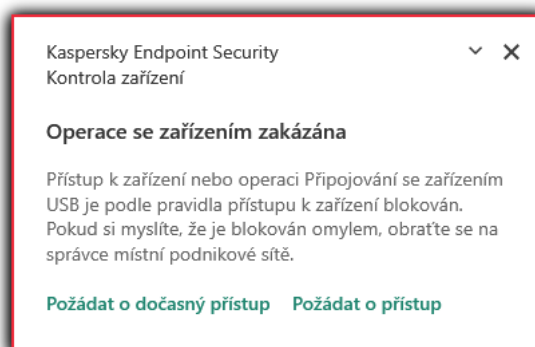 Kaspersky Endpoint Security
Kontrola zařízení
Operace se zařízením zakázána
Přístup k zařízení nebo operaci Připojování se zařízením
USB je podle pravidla přístupu k zařízení blokován.
Pokud si myslíte, že je blokován omylem, obraťte se na
správce místní podnikové sítě.
Požádat o dočasný přístup Požádat o přístup